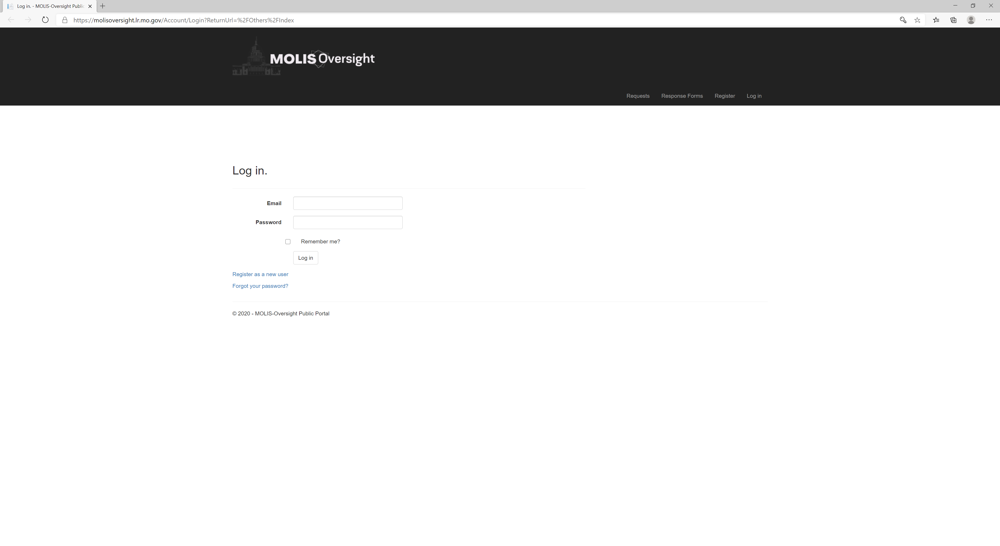 Log in. - MOLIS-Oversight Public
https://molisoversight.lr.mo.gov/Account/Login?ReturnUrl=%2FOthers%2FIndex
MOLIS Oversight
Requests Response Forms Register Log in
Log in.
Email
Password
Remember me?
Log in
Register as a new user
Forgot your password?
© 2020 - MOLIS-Oversight Public Portal